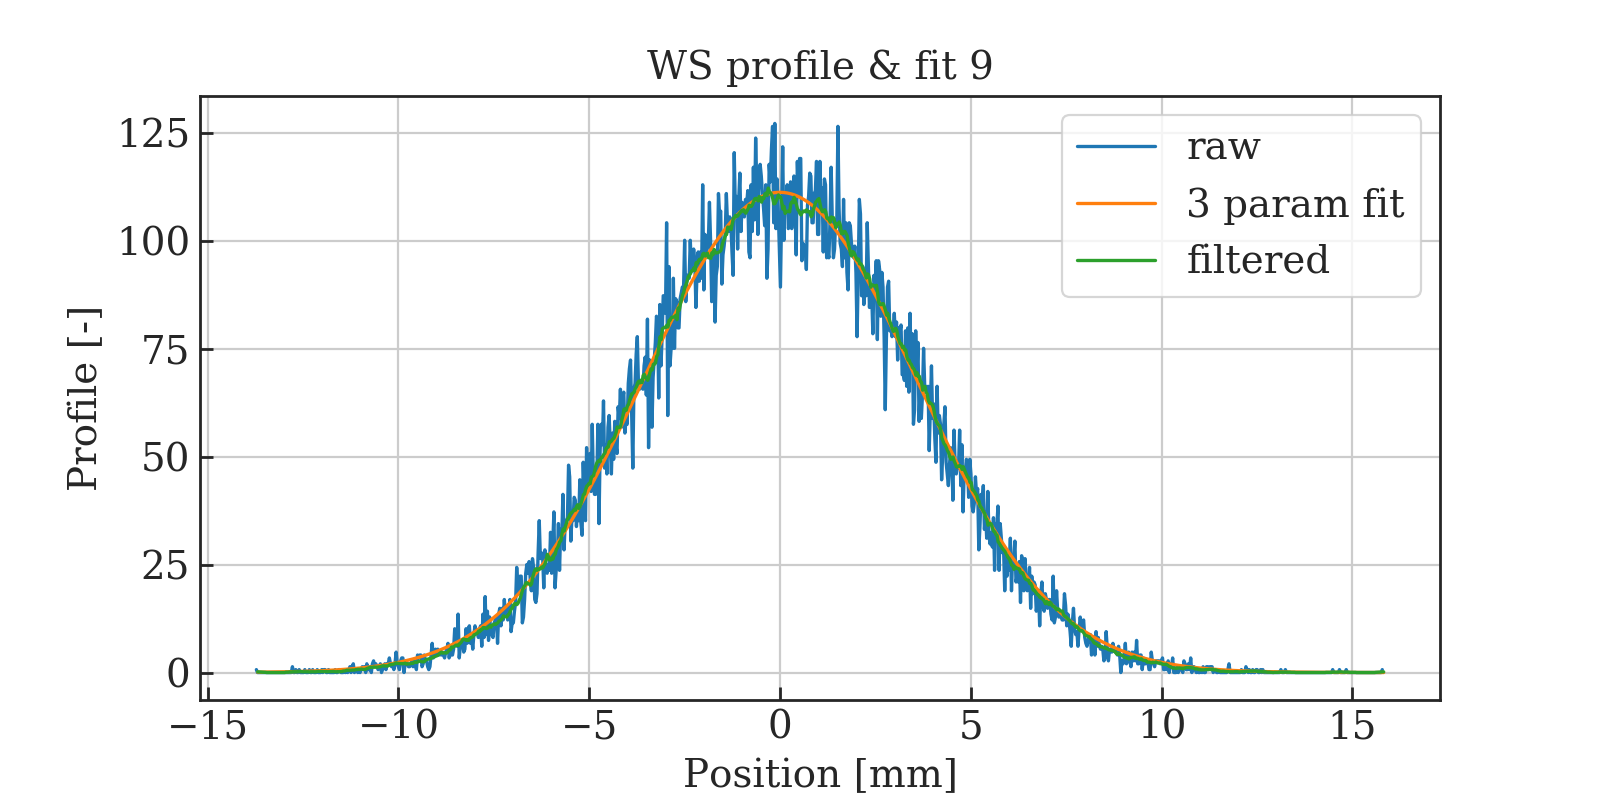 WS profile & fit 9
raw
3 param fit
filtered
Profile [-]
125
100
75
50
25
0
−15 −10 −5 0 5 10 15
Position [mm]